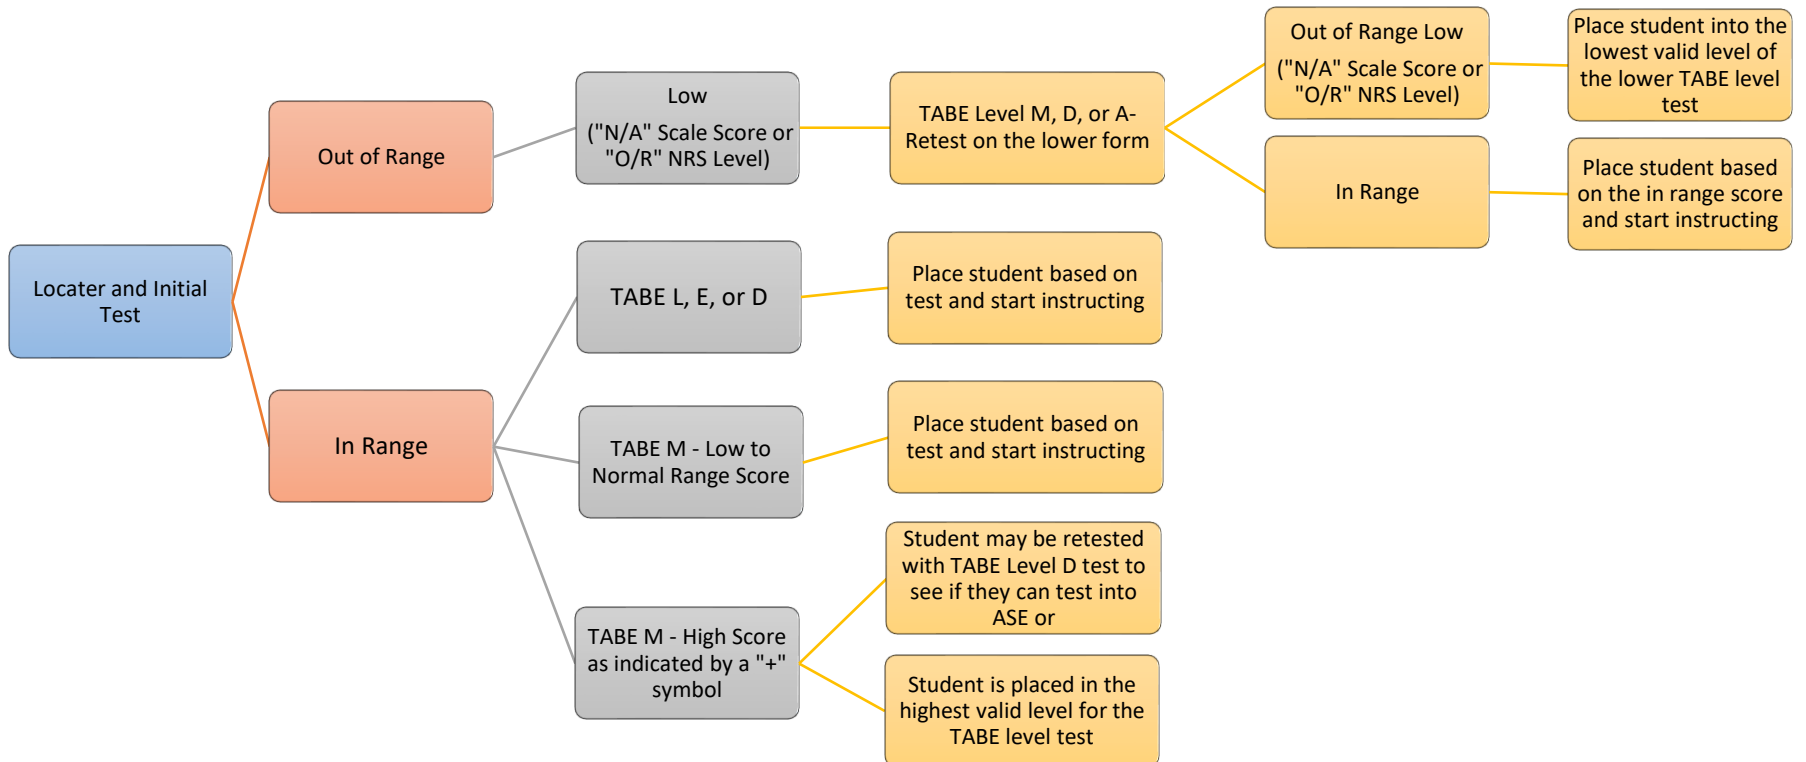 Locater and Initial
Test
Out of Range
Low
("N/A" Scale Score or
"O/R" NRS Level)
TABE Level M, D, or A-
Retest on the lower form
Out of Range Low
("N/A" Scale Score or
"O/R" NRS Level)
Place student into the
lowest valid level of
the lower TABE level
test
In Range
Place student based
on the in range score
and start instructing
In Range
TABE L, E, or D
Place student based on
test and start instructing
TABE M - Low to
Normal Range Score
Place student based on
test and start instructing
TABE M - High Score
as indicated by a "+"
symbol
Student may be retested
with TABE Level D test to
see if they can test into
ASE or
Student is placed in the
highest valid level for the
TABE level test